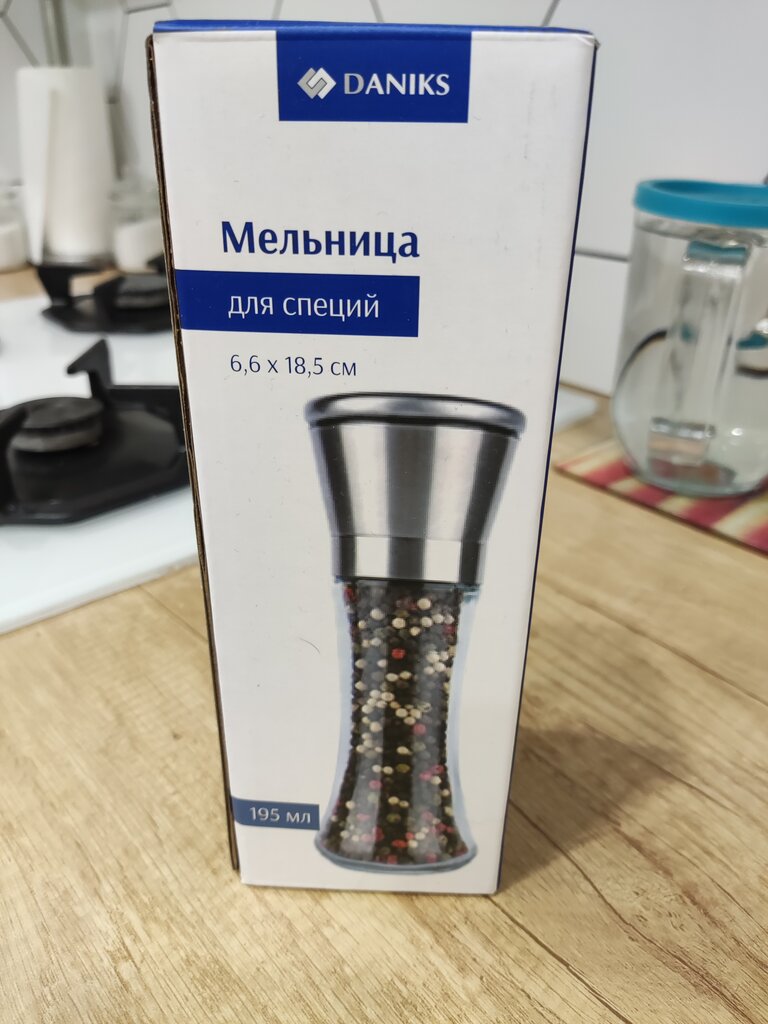 DANIKS
Мельница
для специй
6,6 x 18,5 см
195 мл